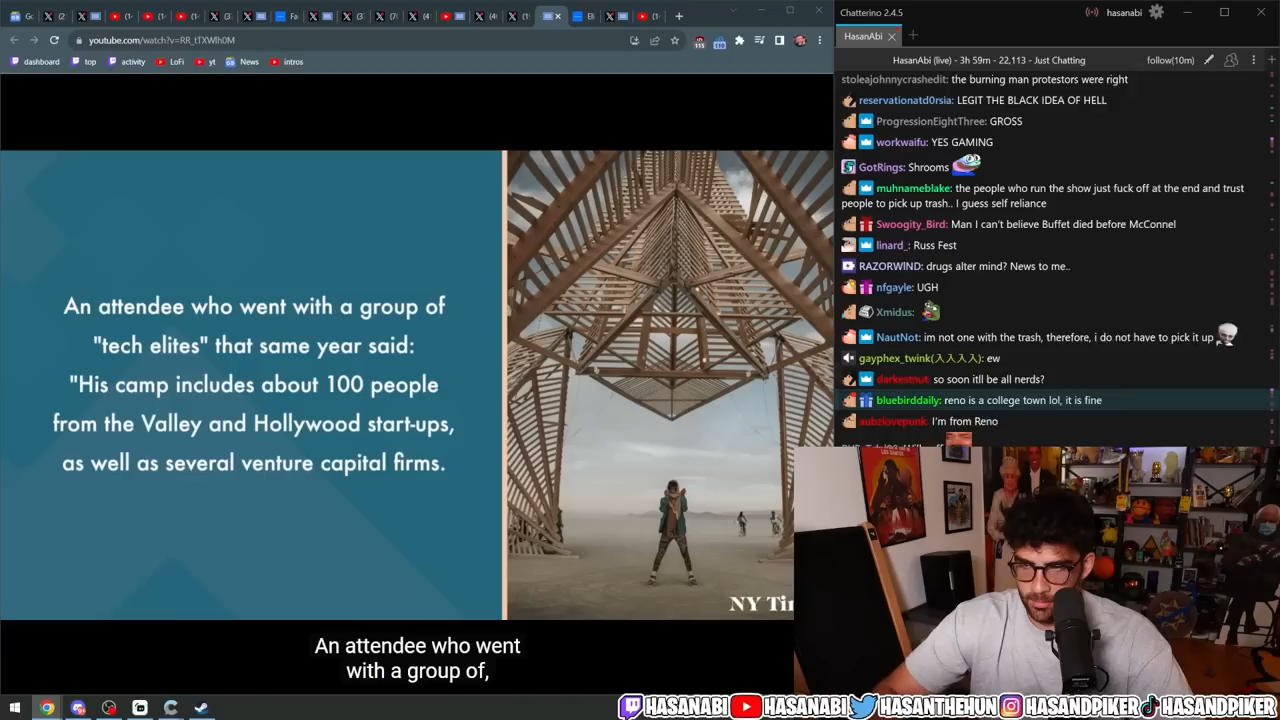 youtube.com/watch?v=RR_tTXWIh0M
dashboard
top
activity
LoFi
yt
News
intros
An attendee who went with a group of
"tech elites" that same year said:
"His camp includes about 100 people
from the Valley and Hollywood start-ups,
as well as several venture capital firms.
An attendee who went
with a group of,
Chatterino 2.4.5
hasanabi
HasanAbi
HasanAbi (live) - 3h 59m - 22,113 - Just Chatting
follow(10m)
stoleajohnnycrashedit: the burning man protestors were right
reservationatd0rsia: LEGIT THE BLACK IDEA OF HELL
ProgressionEightThree: GROSS
workwaifu: YES GAMING
GotRings: Shrooms
muhnameblake: the people who run the show just fuck off at the end and trust
people to pick up trash.. I guess self reliance
Swoogity_Bird: Man I can't believe Buffet died before McConnel
linard_: Russ Fest
RAZORWIND: drugs alter mind? News to me..
nfgayle: UGH
Xmidus:
NautNot: im not one with the trash, therefore, i do not have to pick it up
gayphex_twink(入入入入): ew
darkestnut: so soon itll be all nerds?
bluebirddaily: reno is a college town lol, it is fine
aubzlovepunk: I'm from Reno
HASANABI
HASANABI
HASANTHEHUN
HASANDPIKER
HASANDPIKER